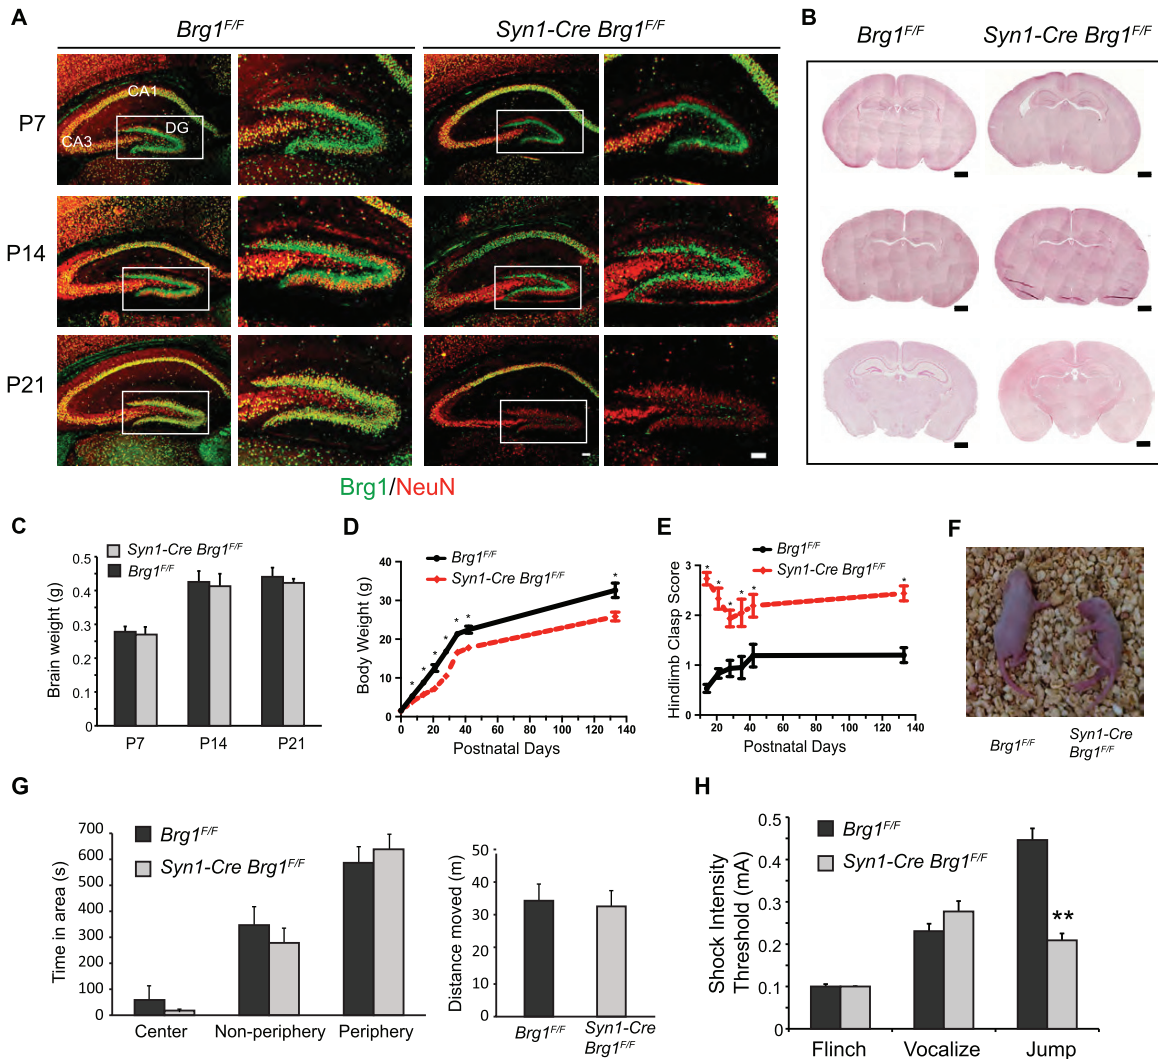 A
Brg1F/F
Syn1-Cre Brg1F/F
P7
CA1
DG
CA3
P14
P21
Brg1/NeuN
B
Brg1F/F
Syn1-Cre Brg1F/F
C
Syn1-Cre Brg1F/F
Brg1F/F
Brain weight (g)
0.5
0.4
0.3
0.2
0.1
0
P7
P14
P21
D
Brg1F/F
Syn1-Cre Brg1F/F
Body Weight (g)
40
30
20
10
0
* * * * * * *
0 20 40 60 80 100 120 140
Postnatal Days
E
Brg1F/F
Syn1-Cre Brg1F/F
Hindlimb Clasp Score
3
2
1
0
* * * * * *
20 40 60 80 100 120 140
Postnatal Days
F
Brg1F/F
Syn1-Cre
Brg1F/F
G
Brg1F/F
Syn1-Cre Brg1F/F
Time in area (s)
700
600
500
400
300
200
100
0
Center
Non-periphery
Periphery
Distance moved (m)
50
40
30
20
10
0
Brg1F/F
Syn1-Cre
Brg1F/F
H
Brg1F/F
Syn1-Cre Brg1F/F
Shock Intensity
Threshold (mA)
0.5
0.4
0.3
0.2
0.1
0
**
Flinch
Vocalize
Jump